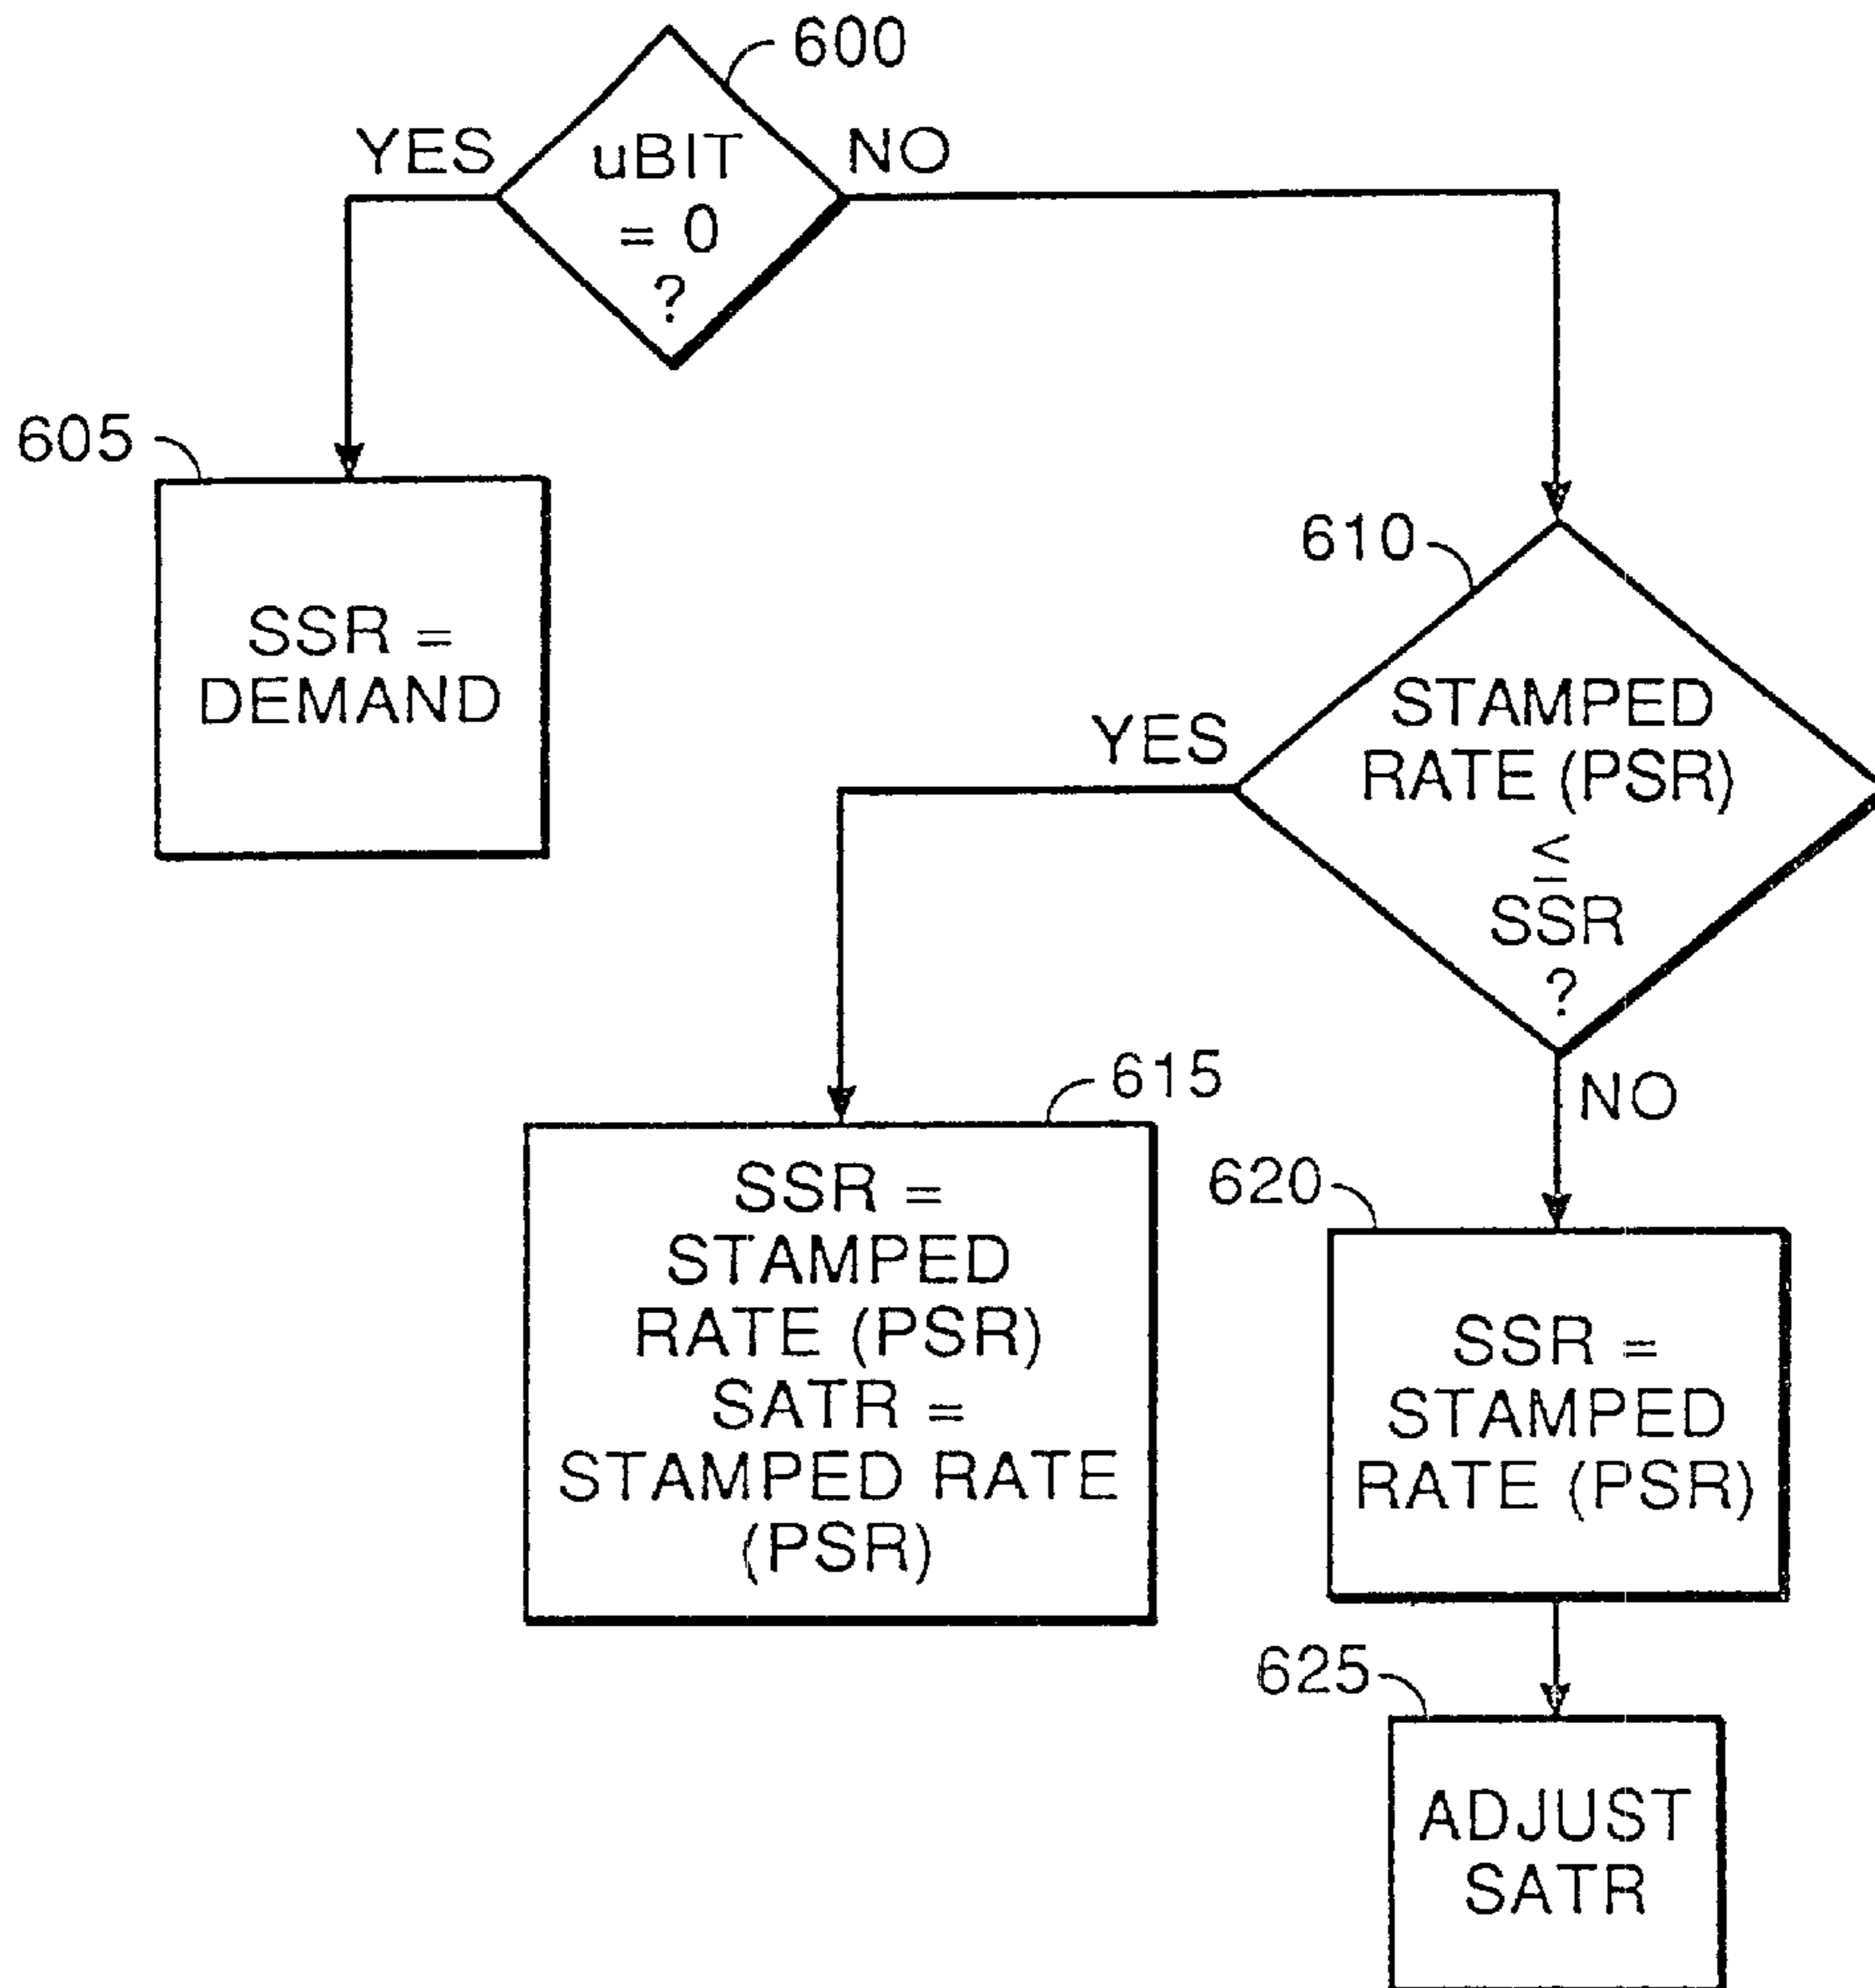 600
YES
uBIT
= 0
?
NO
605
SSR =
DEMAND
610
STAMPED
RATE (PSR)
≤
SSR
?
YES
NO
615
SSR =
STAMPED
RATE (PSR)
SATR =
STAMPED RATE
(PSR)
620
SSR =
STAMPED
RATE (PSR)
625
ADJUST
SATR